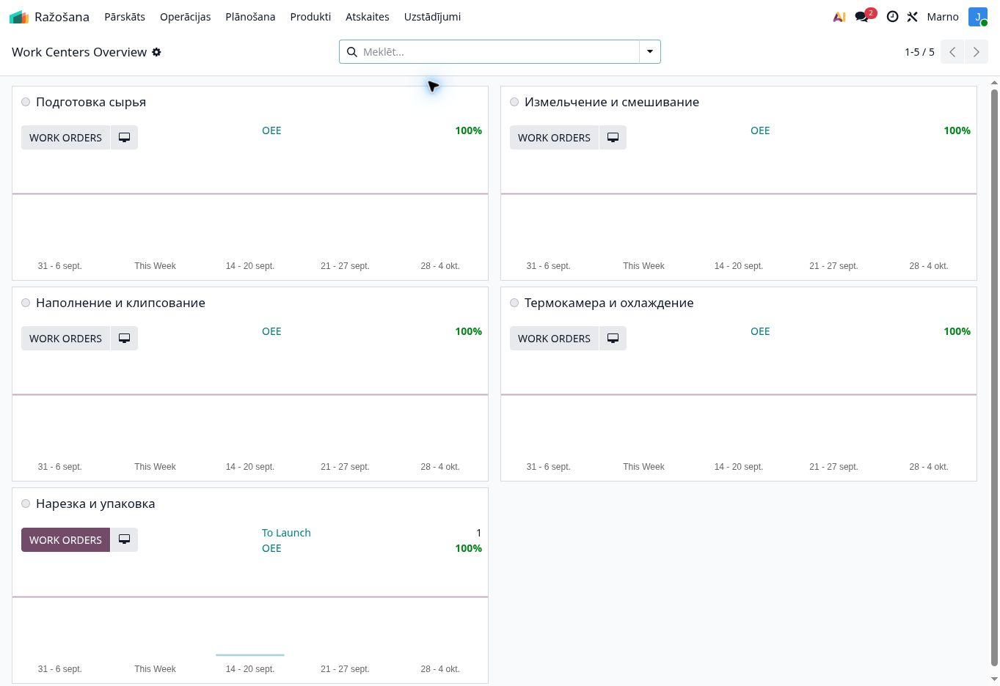 Ražošana Pārskāts Operācijas Plānošana Produkti Atskaites Uzstādījumi AI 2 Marno J
Work Centers Overview Meklēt... 1-5 / 5
Подготовка сырья
WORK ORDERS OEE 100%
31 - 6 sept. This Week 14 - 20 sept. 21 - 27 sept. 28 - 4 okt.
Измельчение и смешивание
WORK ORDERS OEE 100%
31 - 6 sept. This Week 14 - 20 sept. 21 - 27 sept. 28 - 4 okt.
Наполнение и клипсование
WORK ORDERS OEE 100%
31 - 6 sept. This Week 14 - 20 sept. 21 - 27 sept. 28 - 4 okt.
Термокамера и охлаждение
WORK ORDERS OEE 100%
31 - 6 sept. This Week 14 - 20 sept. 21 - 27 sept. 28 - 4 okt.
Нарезка и упаковка
To Launch 1
WORK ORDERS
OEE 100%
31 - 6 sept. This Week 14 - 20 sept. 21 - 27 sept. 28 - 4 okt.